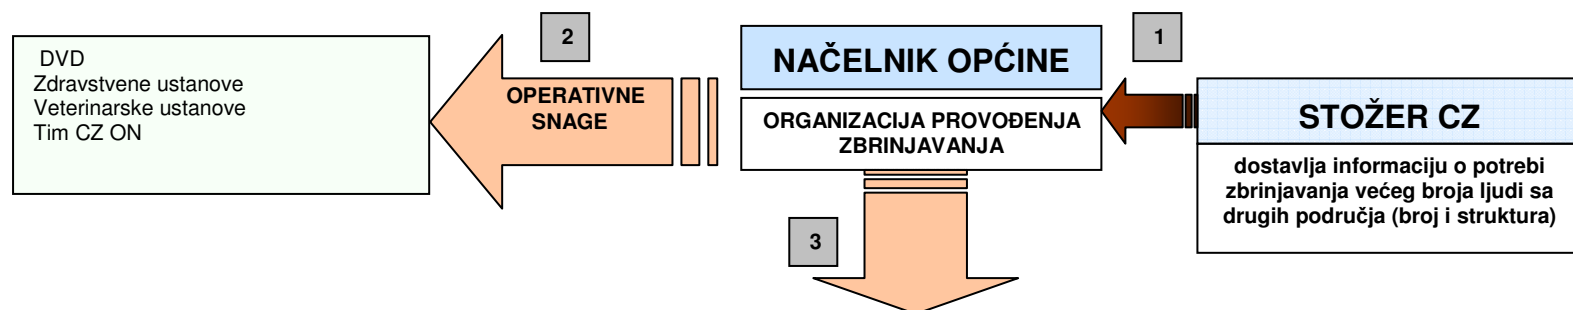 2
1
NAČELNIK OPĆINE
DVD
Zdravstvene ustanove
Veterinarske ustanove
Tim CZ ON
OPERATIVNE
SNAGE
ORGANIZACIJA PROVOĐENJA
ZBRINJAVANJA
STOŽER CZ
dostavlja informaciju o potrebi
zbrinjavanja većeg broja ljudi sa
drugih područja (broj i struktura)
3